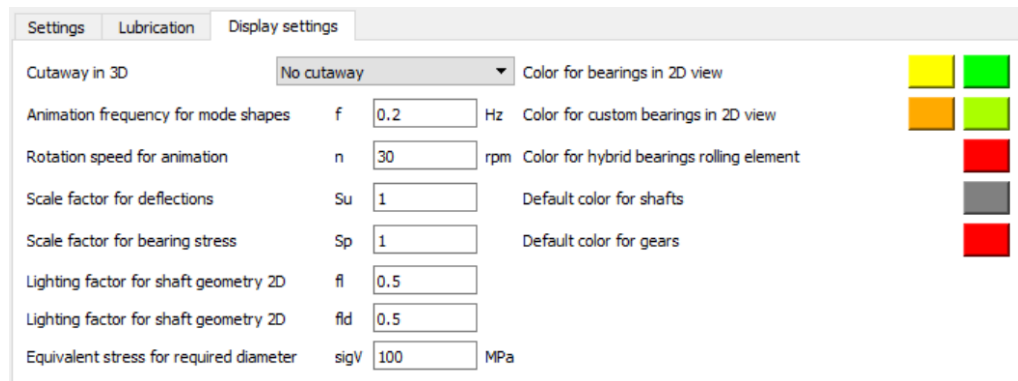 Settings Lubrication Display settings
Cutaway in 3D No cutaway Color for bearings in 2D view
Animation frequency for mode shapes f 0.2 Hz Color for custom bearings in 2D view
Rotation speed for animation n 30 rpm Color for hybrid bearings rolling element
Scale factor for deflections Su 1 Default color for shafts
Scale factor for bearing stress Sp 1 Default color for gears
Lighting factor for shaft geometry 2D fl 0.5
Lighting factor for shaft geometry 2D fld 0.5
Equivalent stress for required diameter sigV 100 MPa